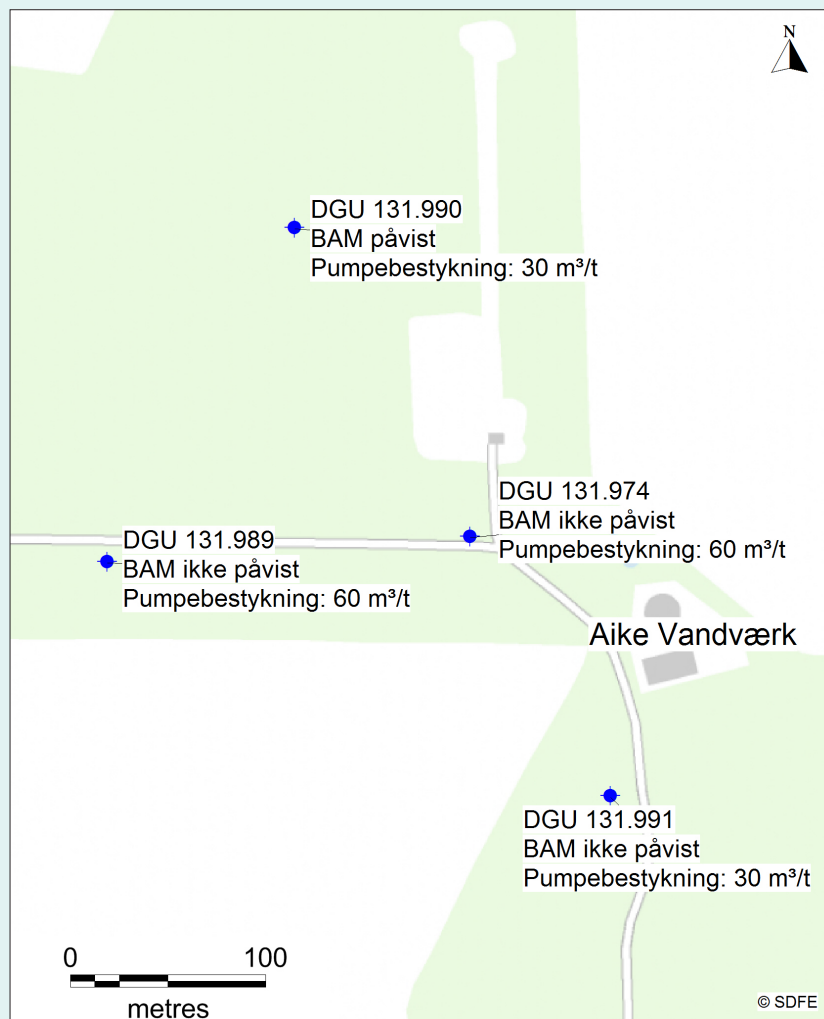 N
DGU 131.990
BAM påvist
Pumpebestykning: 30 m³/t
DGU 131.974
BAM ikke påvist
Pumpebestykning: 60 m³/t
DGU 131.989
BAM ikke påvist
Pumpebestykning: 60 m³/t
Aike Vandværk
DGU 131.991
BAM ikke påvist
Pumpebestykning: 30 m³/t
0 100
metres
© SDFE